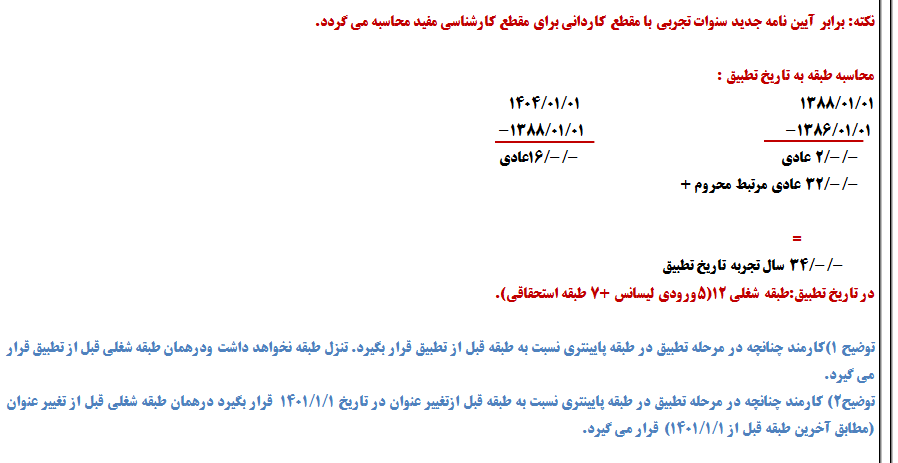 نکته: برابر آیین نامه جدید سنوات تجربی با مقطع کاردانی برای مقطع کارشناسی مفید محاسبه می گردد.
محاسبه طبقه به تاریخ تطبیق :
۱۳۸۸/۰۱/۰۱ ۱۴۰۴/۰۱/۰۱
۱۳۸۶/۰۱/۰۱− ۱۳۸۸/۰۱/۰۱−
−/−/۲ عادی −/−/۱۶عادی
−/−/۳۲ عادی مرتبط محروم +
=
−/−/۳۴ سال تجربه تاریخ تطبیق
در تاریخ تطبیق:طبقه شغلی ۱۲(۵ورودی لیسانس +۷ طبقه استحقاقی).
توضیح ۱)کارمند چنانچه در مرحله تطبیق در طبقه پایینتری نسبت به طبقه قبل از تطبیق قرار بگیرد. تنزل طبقه نخواهد داشت ودرهمان طبقه شغلی قبل از تطبیق قرار
می گیرد.
توضیح۲) کارمند چنانچه در مرحله تطبیق در طبقه پایینتری نسبت به طبقه قبل ازتغییر عنوان در تاریخ ۱۴۰۱/۱/۱ قرار بگیرد درهمان طبقه شغلی قبل از تغییر عنوان
(مطابق آخرین طبقه قبل از ۱۴۰۱/۱/۱) قرار می گیرد.